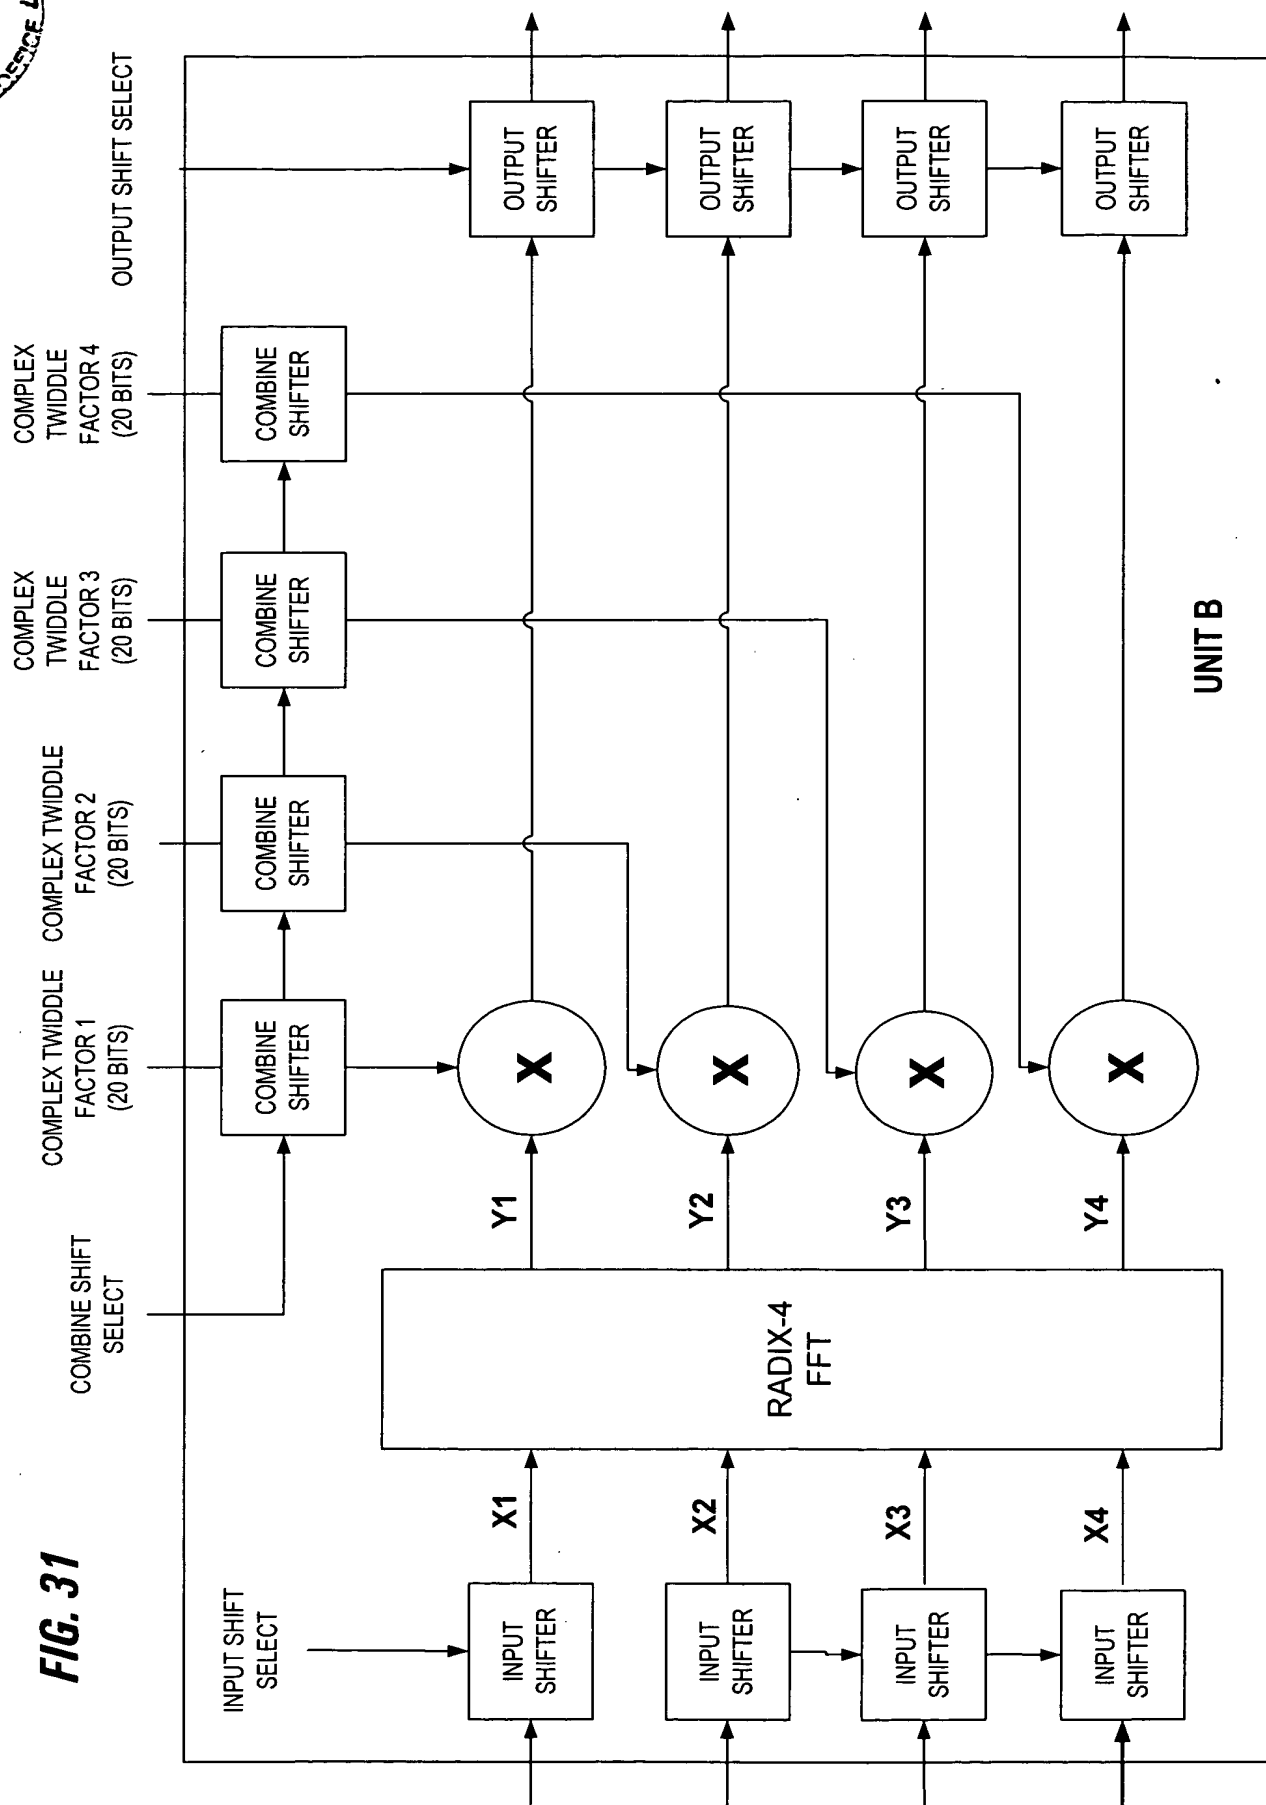 FIG. 31
INPUT SHIFT
SELECT
COMBINE SHIFT
SELECT
COMPLEX TWIDDLE
FACTOR 1
(20 BITS)
COMPLEX TWIDDLE
FACTOR 2
(20 BITS)
COMPLEX
TWIDDLE
FACTOR 3
(20 BITS)
COMPLEX
TWIDDLE
FACTOR 4
(20 BITS)
OUTPUT SHIFT SELECT
COMBINE
SHIFTER
COMBINE
SHIFTER
COMBINE
SHIFTER
COMBINE
SHIFTER
INPUT
SHIFTER
X1
Y1
X
OUTPUT
SHIFTER
INPUT
SHIFTER
X2
Y2
X
OUTPUT
SHIFTER
RADIX-4
FFT
INPUT
SHIFTER
X3
Y3
X
OUTPUT
SHIFTER
INPUT
SHIFTER
X4
Y4
X
OUTPUT
SHIFTER
UNIT B